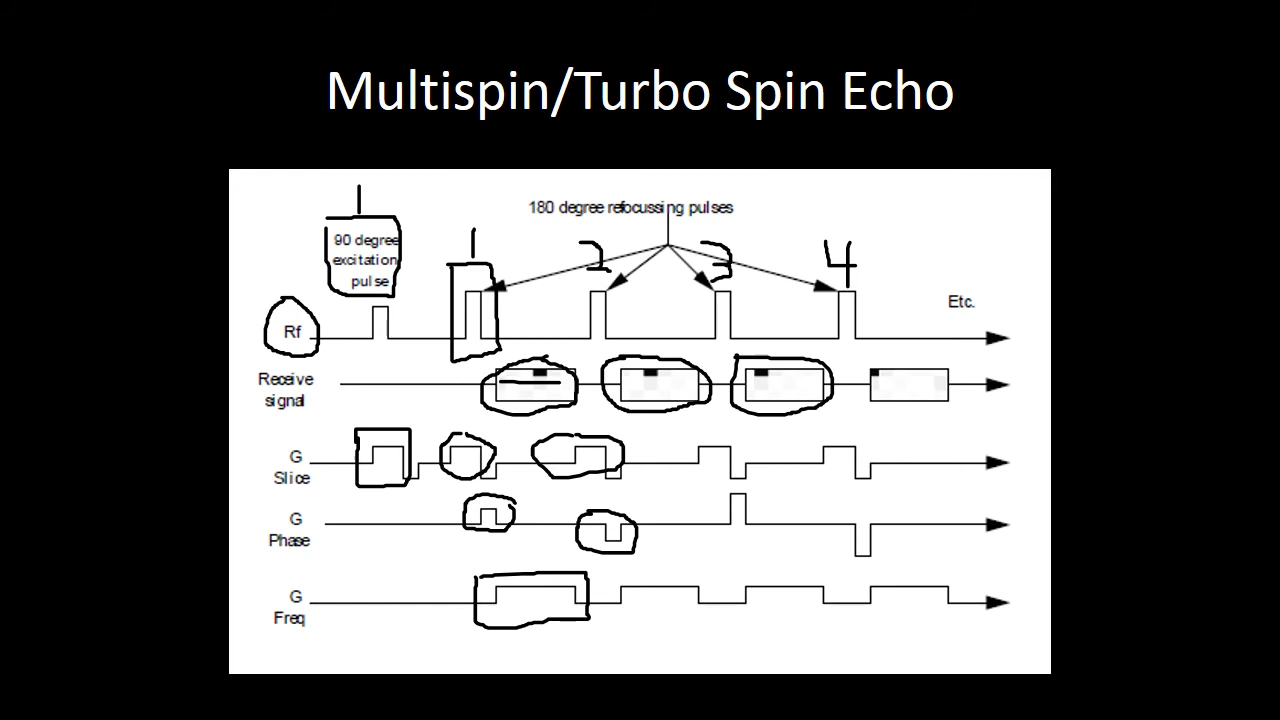 Multispin/Turbo Spin Echo
1
180 degree refocussing pulses
90 degree
excitation
pulse
1
2
3
4
Etc.
Rf
Receive
signal
G
Slice
G
Phase
G
Freq